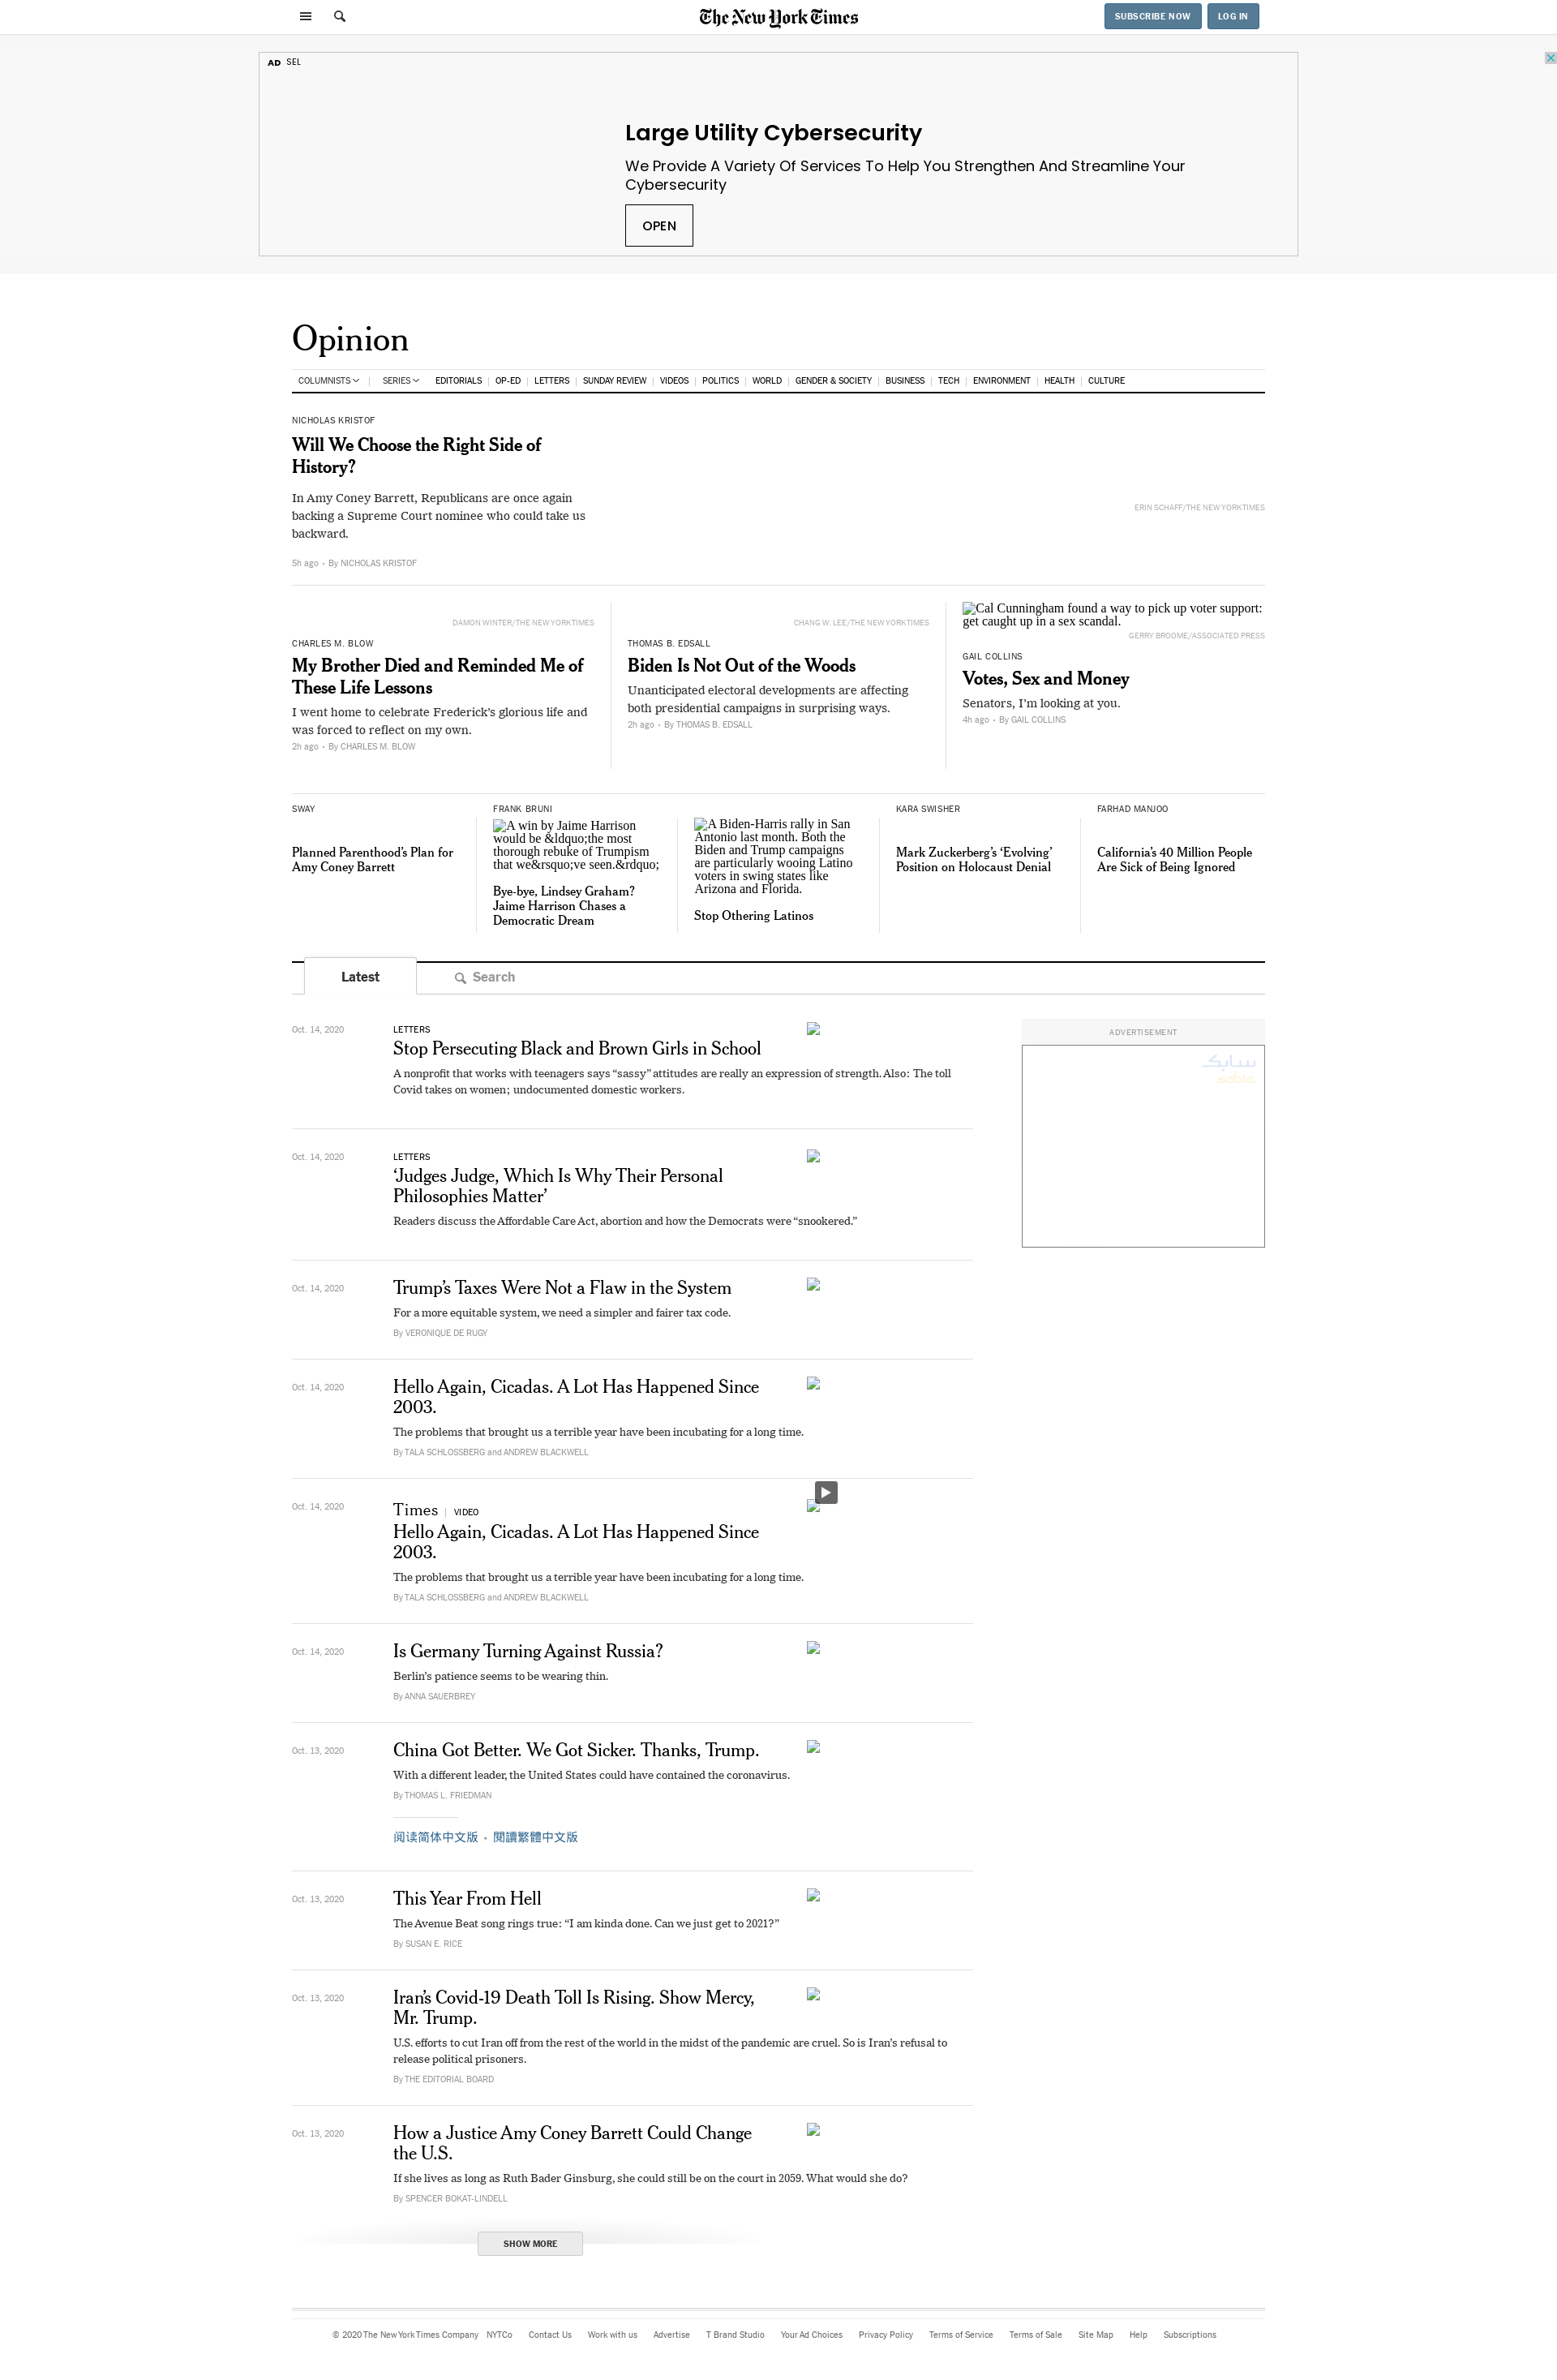 The New York Times
SUBSCRIBE NOW
LOG IN
AD SEL
Large Utility Cybersecurity
We Provide A Variety Of Services To Help You Strengthen And Streamline Your
Cybersecurity
OPEN
Opinion
COLUMNISTS SERIES EDITORIALS OP-ED LETTERS SUNDAY REVIEW VIDEOS POLITICS WORLD GENDER & SOCIETY BUSINESS TECH ENVIRONMENT HEALTH CULTURE
NICHOLAS KRISTOF
Will We Choose the Right Side of
History?
In Amy Coney Barrett, Republicans are once again
backing a Supreme Court nominee who could take us
backward.
5h ago • By NICHOLAS KRISTOF
ERIN SCHAFF/THE NEW YORK TIMES
DAMON WINTER/THE NEW YORK TIMES
CHARLES M. BLOW
My Brother Died and Reminded Me of
These Life Lessons
I went home to celebrate Frederick’s glorious life and
was forced to reflect on my own.
2h ago • By CHARLES M. BLOW
CHANG W. LEE/THE NEW YORK TIMES
THOMAS B. EDSALL
Biden Is Not Out of the Woods
Unanticipated electoral developments are affecting
both presidential campaigns in surprising ways.
2h ago • By THOMAS B. EDSALL
Cal Cunningham found a way to pick up voter support:
get caught up in a sex scandal.
GERRY BROOME/ASSOCIATED PRESS
GAIL COLLINS
Votes, Sex and Money
Senators, I’m looking at you.
4h ago • By GAIL COLLINS
SWAY
Planned Parenthood’s Plan for
Amy Coney Barrett
FRANK BRUNI
A win by Jaime Harrison
would be &ldquo;the most
thorough rebuke of Trumpism
that we&rsquo;ve seen.&rdquo;
Bye-bye, Lindsey Graham?
Jaime Harrison Chases a
Democratic Dream
A Biden-Harris rally in San
Antonio last month. Both the
Biden and Trump campaigns
are particularly wooing Latino
voters in swing states like
Arizona and Florida.
Stop Othering Latinos
KARA SWISHER
Mark Zuckerberg’s ‘Evolving’
Position on Holocaust Denial
FARHAD MANJOO
California’s 40 Million People
Are Sick of Being Ignored
Latest
Search
Oct. 14, 2020
LETTERS
Stop Persecuting Black and Brown Girls in School
A nonprofit that works with teenagers says “sassy” attitudes are really an expression of strength. Also: The toll
Covid takes on women; undocumented domestic workers.
ADVERTISEMENT
سابك
sabic
Oct. 14, 2020
LETTERS
‘Judges Judge, Which Is Why Their Personal
Philosophies Matter’
Readers discuss the Affordable Care Act, abortion and how the Democrats were “snookered.”
Oct. 14, 2020
Trump’s Taxes Were Not a Flaw in the System
For a more equitable system, we need a simpler and fairer tax code.
By VERONIQUE DE RUGY
Oct. 14, 2020
Hello Again, Cicadas. A Lot Has Happened Since
2003.
The problems that brought us a terrible year have been incubating for a long time.
By TALA SCHLOSSBERG and ANDREW BLACKWELL
Oct. 14, 2020
Times VIDEO
Hello Again, Cicadas. A Lot Has Happened Since
2003.
The problems that brought us a terrible year have been incubating for a long time.
By TALA SCHLOSSBERG and ANDREW BLACKWELL
Oct. 14, 2020
Is Germany Turning Against Russia?
Berlin’s patience seems to be wearing thin.
By ANNA SAUERBREY
Oct. 13, 2020
China Got Better. We Got Sicker. Thanks, Trump.
With a different leader, the United States could have contained the coronavirus.
By THOMAS L. FRIEDMAN
阅读简体中文版 • 閱讀繁體中文版
Oct. 13, 2020
This Year From Hell
The Avenue Beat song rings true: “I am kinda done. Can we just get to 2021?”
By SUSAN E. RICE
Oct. 13, 2020
Iran’s Covid-19 Death Toll Is Rising. Show Mercy,
Mr. Trump.
U.S. efforts to cut Iran off from the rest of the world in the midst of the pandemic are cruel. So is Iran’s refusal to
release political prisoners.
By THE EDITORIAL BOARD
Oct. 13, 2020
How a Justice Amy Coney Barrett Could Change
the U.S.
If she lives as long as Ruth Bader Ginsburg, she could still be on the court in 2059. What would she do?
By SPENCER BOKAT-LINDELL
SHOW MORE
© 2020 The New York Times Company NYTCo Contact Us Work with us Advertise T Brand Studio Your Ad Choices Privacy Policy Terms of Service Terms of Sale Site Map Help Subscriptions